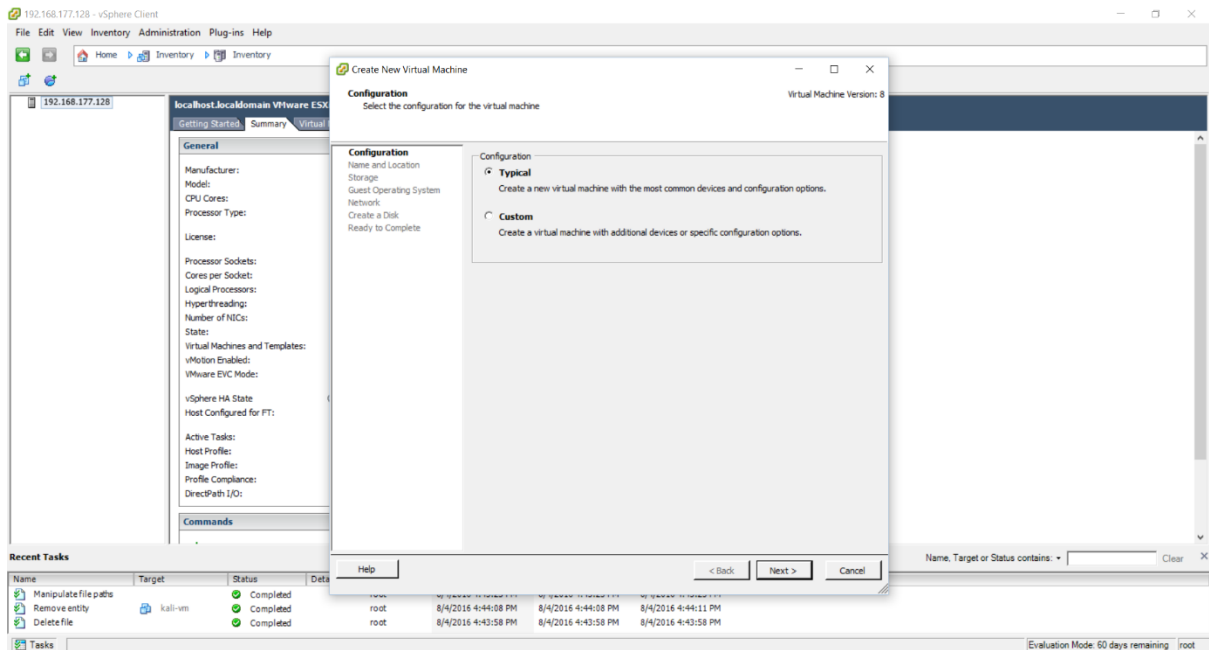 192.168.177.128 - vSphere Client
File Edit View Inventory Administration Plug-ins Help
Home Inventory Inventory
192.168.177.128
localhost.localdomain VMware ESX
Getting Started Summary Virtual
General
Manufacturer:
Model:
CPU Cores:
Processor Type:
License:
Processor Sockets:
Cores per Socket:
Logical Processors:
Hyperthreading:
Number of NICs:
State:
Virtual Machines and Templates:
vMotion Enabled:
VMware EVC Mode:
vSphere HA State
Host Configured for FT:
Active Tasks:
Host Profile:
Image Profile:
Profile Compliance:
DirectPath I/O:
Commands
Create New Virtual Machine
Configuration
Select the configuration for the virtual machine
Virtual Machine Version: 8
Configuration
Name and Location
Storage
Guest Operating System
Network
Create a Disk
Ready to Complete
Configuration
Typical
Create a new virtual machine with the most common devices and configuration options.
Custom
Create a virtual machine with additional devices or specific configuration options.
Help
< Back Next > Cancel
Recent Tasks
Name, Target or Status contains: Clear
Name Target Status Deta
Manipulate file paths Completed
Remove entity kali-vm Completed root 8/4/2016 4:44:08 PM 8/4/2016 4:44:08 PM 8/4/2016 4:44:11 PM
Delete file Completed root 8/4/2016 4:43:58 PM 8/4/2016 4:43:58 PM 8/4/2016 4:43:58 PM
Tasks
Evaluation Mode: 60 days remaining root